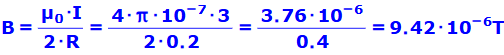 B = μ₀·I / 2·R = 4·π·10⁻⁷·3 / 2·0.2 = 3.76·10⁻⁶ / 0.4 = 9.42·10⁻⁶T